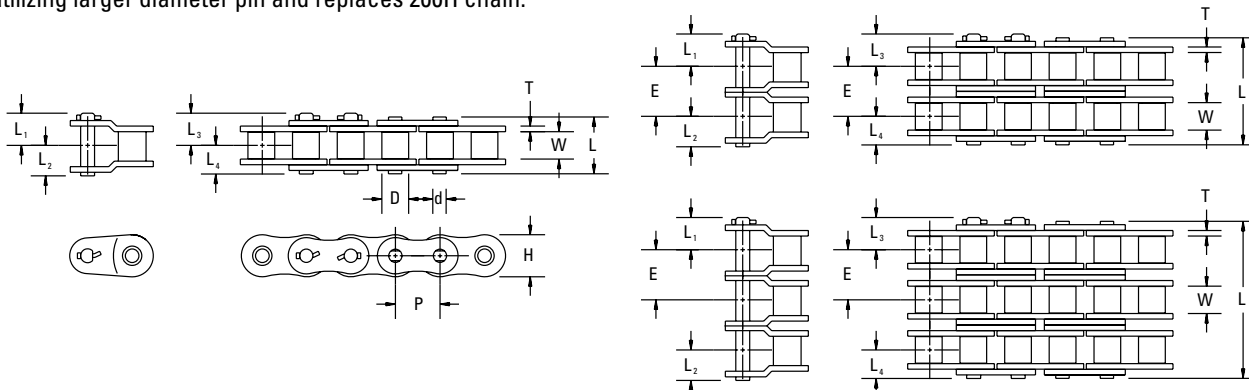 utilizing larger diameter pin and replaces 200H chain.
T
L1
L2
L3
L4
W
L
D
d
H
P
L1
E
L2
L3
E
L4
T
W
L
L1
E
L2
L3
E
L4
T
W
L